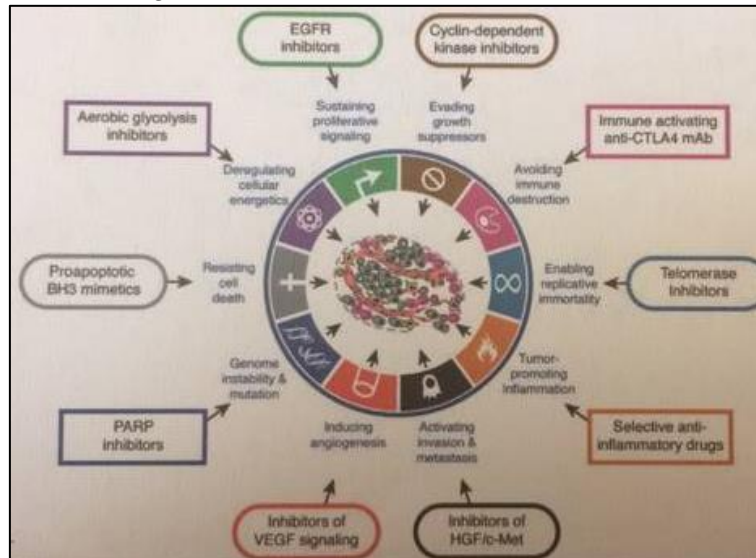 EGFR
inhibitors
Cyclin-dependent
kinase inhibitors
Sustaining
proliferative
signaling
Evading
growth
suppressors
Aerobic glycolysis
inhibitors
Immune activating
anti-CTLA4 mAb
Deregulating
cellular
energetics
Avoiding
immune
destruction
Proapoptotic
BH3 mimetics
Resisting
cell
death
Enabling
replicative
immortality
Telomerase
Inhibitors
Genome
instability &
mutation
Tumor-
promoting
inflammation
PARP
inhibitors
Inducing
angiogenesis
Activating
invasion &
metastasis
Selective anti-
inflammatory drugs
Inhibitors of
VEGF signaling
Inhibitors of
HGF/c-Met